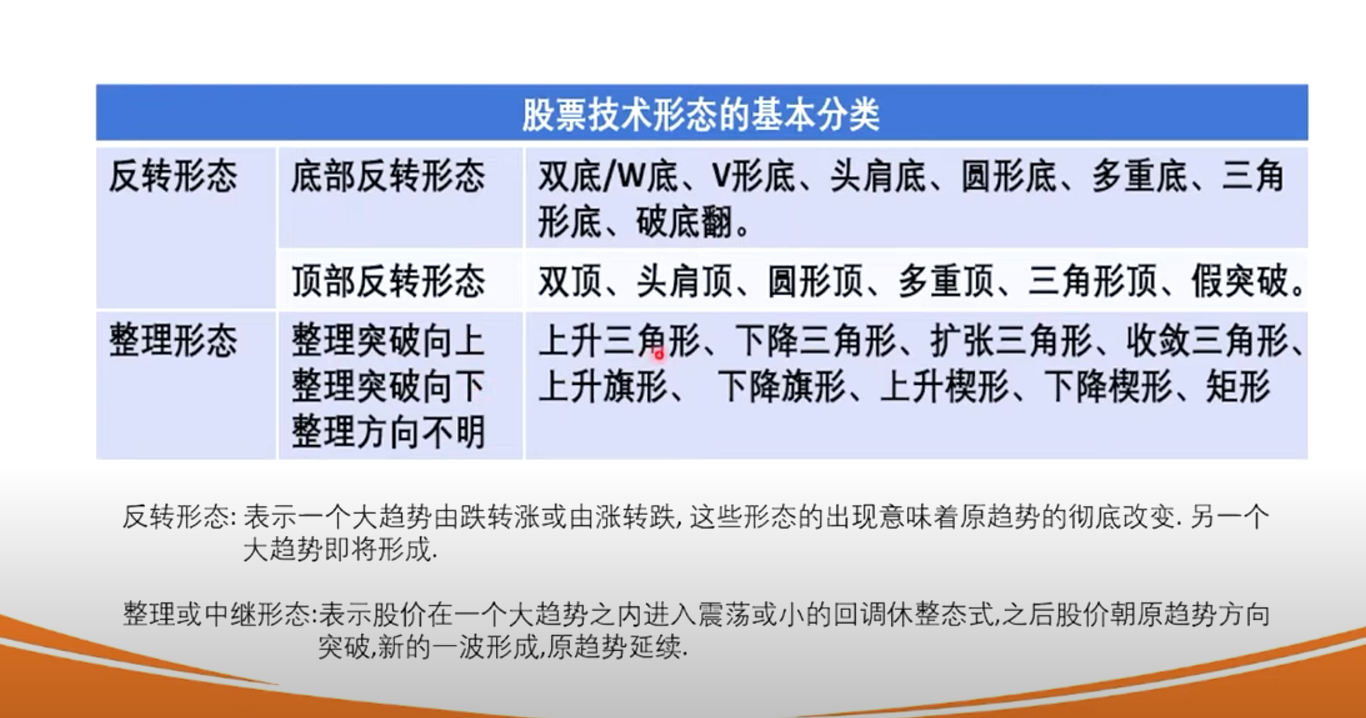 股票技术形态的基本分类
反转形态
底部反转形态
双底/W底、V形底、头肩底、圆形底、多重底、三角
形底、破底翻。
顶部反转形态
双顶、头肩顶、圆形顶、多重顶、三角形顶、假突破。
整理形态
整理突破向上
整理突破向下
整理方向不明
上升三角形、下降三角形、扩张三角形、收敛三角形、
上升旗形、 下降旗形、上升楔形、下降楔形、矩形
反转形态: 表示一个大趋势由跌转涨或由涨转跌, 这些形态的出现意味着原趋势的彻底改变. 另一个
大趋势即将形成.
整理或中继形态:表示股价在一个大趋势之内进入震荡或小的回调休整态式,之后股价朝原趋势方向
突破,新的一波形成,原趋势延续.